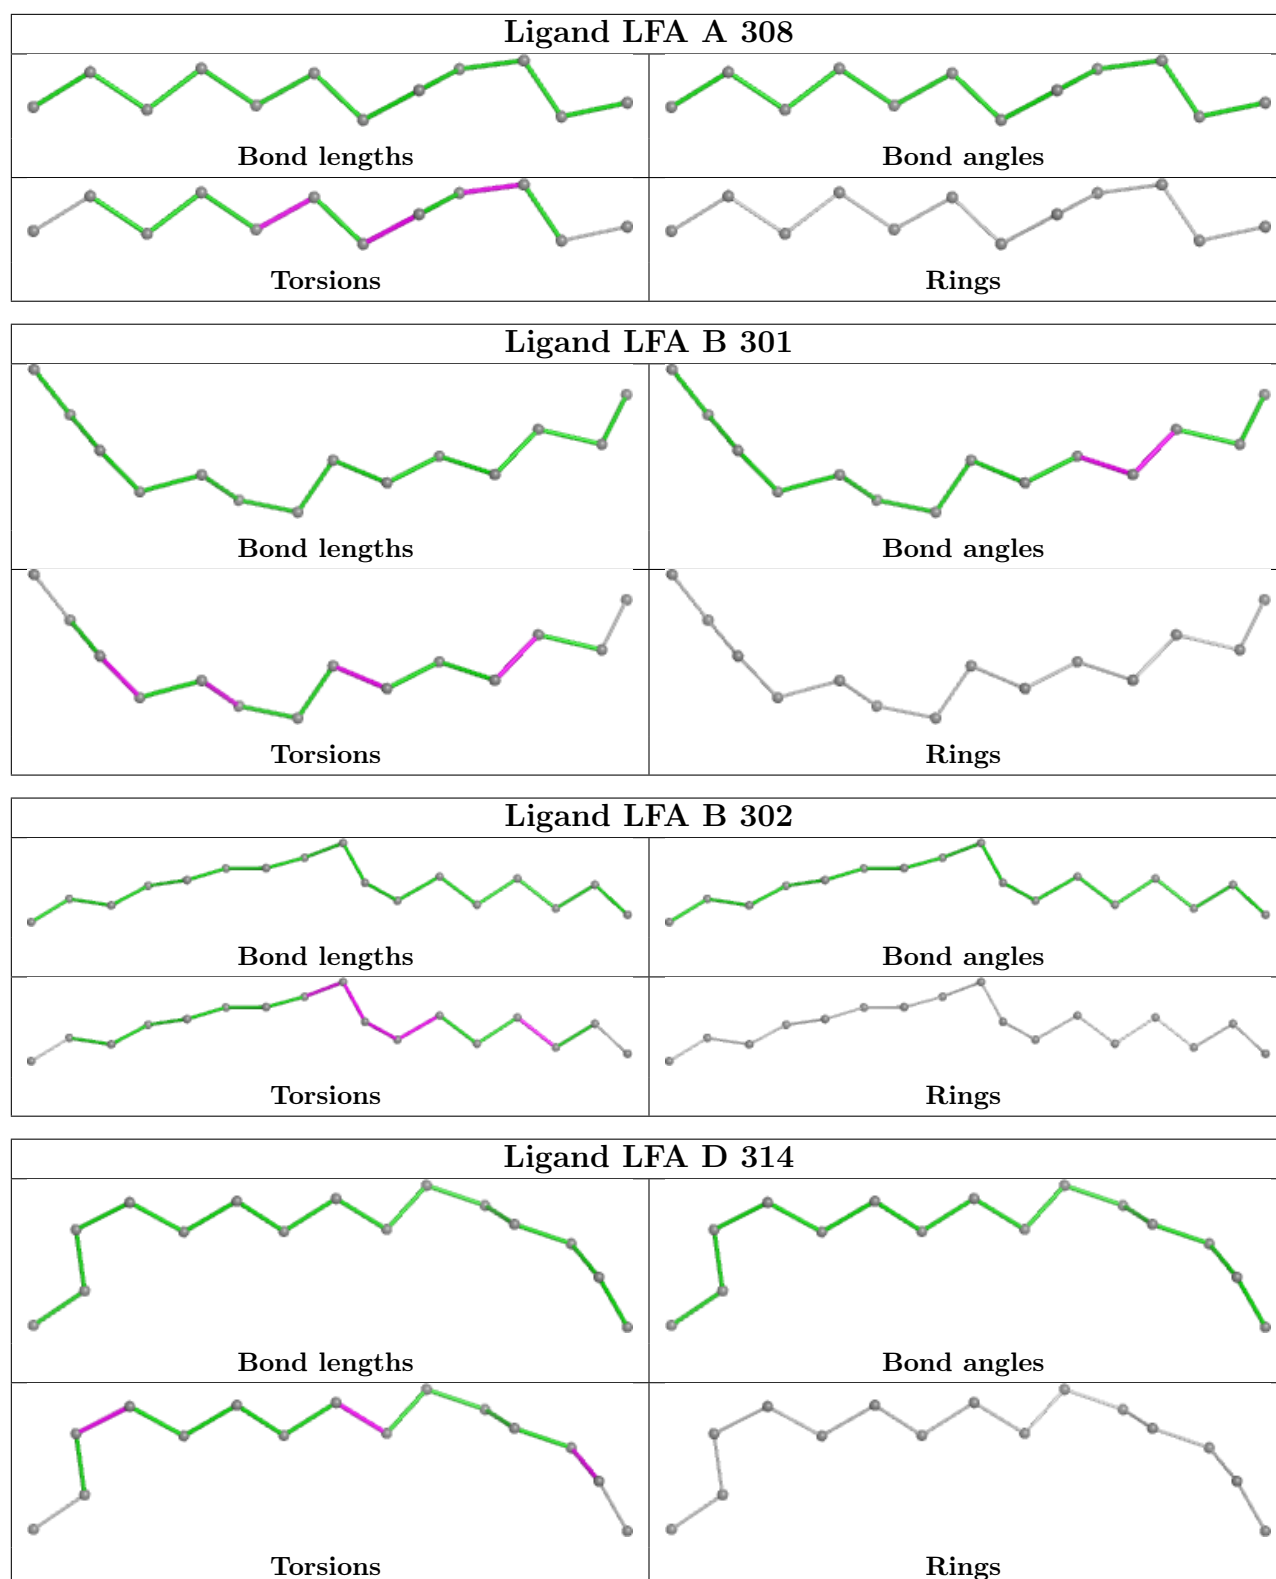 Ligand LFA A 308
Bond lengths
Bond angles
Torsions
Rings
Ligand LFA B 301
Bond lengths
Bond angles
Torsions
Rings
Ligand LFA B 302
Bond lengths
Bond angles
Torsions
Rings
Ligand LFA D 314
Bond lengths
Bond angles
Torsions
Rings